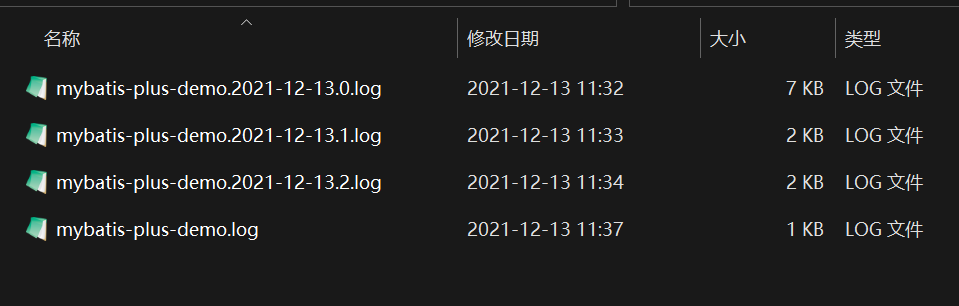 名称 修改日期 大小 类型
mybatis-plus-demo.2021-12-13.0.log 2021-12-13 11:32 7 KB LOG 文件
mybatis-plus-demo.2021-12-13.1.log 2021-12-13 11:33 2 KB LOG 文件
mybatis-plus-demo.2021-12-13.2.log 2021-12-13 11:34 2 KB LOG 文件
mybatis-plus-demo.log 2021-12-13 11:37 1 KB LOG 文件